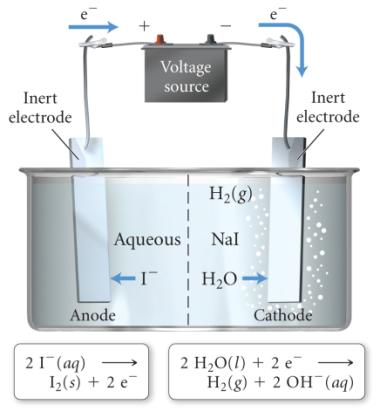 e⁻
+
−
e⁻
Voltage
source
Inert
electrode
Inert
electrode
H₂(g)
Aqueous
NaI
I⁻
H₂O
Anode
Cathode
2 I⁻(aq) ⟶
I₂(s) + 2 e⁻
2 H₂O(l) + 2 e⁻ ⟶
H₂(g) + 2 OH⁻(aq)